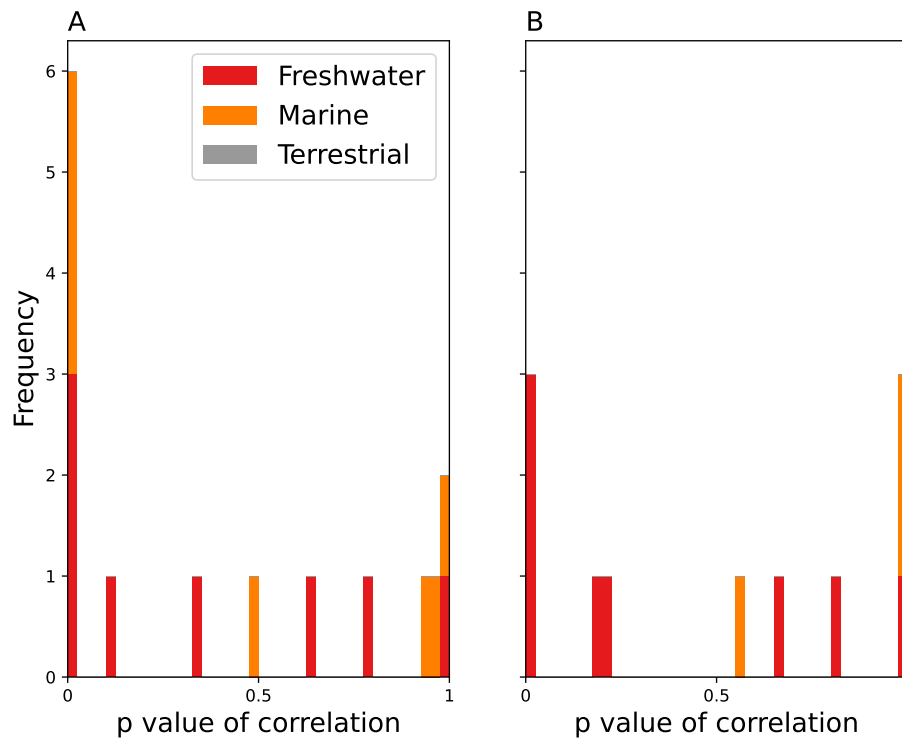 A
B
Freshwater
Marine
Terrestrial
Frequency
6
5
4
3
2
1
0
0
0.5
1
0
0.5
p value of correlation
p value of correlation